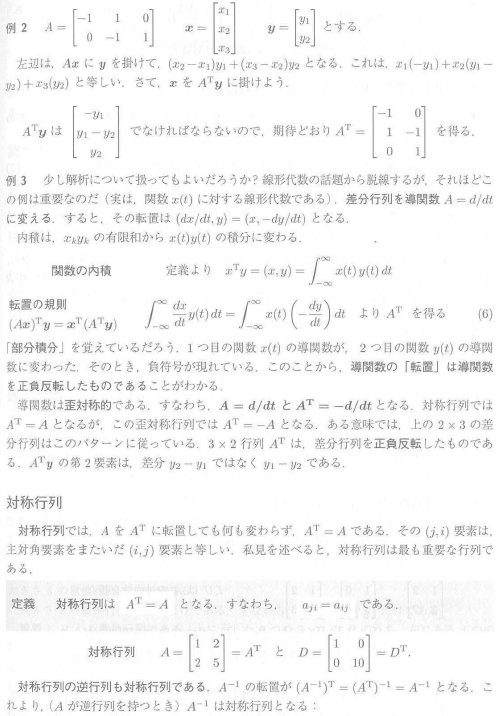 例 2 A = [−1 1 0; 0 −1 1] x = [x₁; x₂; x₃] y = [y₁; y₂] とする.
左辺は，Ax に y を掛けて，(x₂−x₁)y₁+(x₃−x₂)y₂ となる．これは，x₁(−y₁)+x₂(y₁−
y₂)+x₃(y₂) と等しい．さて，x を Aᵀy に掛けよう．
Aᵀy は [−y₁; y₁−y₂; y₂] でなければならないので，期待どおり Aᵀ = [−1 0; 1 −1; 0 1] を得る．
例 3 少し解析について扱ってもよいだろうか？線形代数の話題から脱線するが，それほどこ
の例は重要なのだ（実は，関数 x(t) に対する線形代数である）．差分行列を導関数 A = d/dt
に変える．すると，その転置は (dx/dt, y) = (x, −dy/dt) となる．
内積は，xₖyₖ の有限和から x(t)y(t) の積分に変わる．
関数の内積 定義より xᵀy = (x, y) = ∫_{−∞}^{∞} x(t) y(t) dt
転置の規則
(Ax)ᵀy = xᵀ(Aᵀy) ∫_{−∞}^{∞} dx/dt y(t) dt = ∫_{−∞}^{∞} x(t) (−dy/dt) dt より Aᵀ を得る (6)
「部分積分」を覚えているだろう．1 つ目の関数 x(t) の導関数が，2 つ目の関数 y(t) の導関
数に変わった．そのとき，負符号が現れている．このことから，導関数の「転置」は導関数
を正負反転したものであることがわかる．
導関数は歪対称的である．すなわち，A = d/dt と Aᵀ = −d/dt となる．対称行列では
Aᵀ = A となるが，この歪対称行列では Aᵀ = −A となる．ある意味では，上の 2×3 の差
分行列はこのパターンに従っている．3×2 行列 Aᵀ は，差分行列を正負反転したものであ
る．Aᵀy の第 2 要素は，差分 y₂−y₁ ではなく y₁−y₂ である．
対称行列
対称行列では，A を Aᵀ に転置しても何も変わらず，Aᵀ = A である．その (j, i) 要素は，
主対角要素をまたいだ (i, j) 要素と等しい．私見を述べると，対称行列は最も重要な行列で
ある．
定義 対称行列は Aᵀ = A となる．すなわち， aⱼᵢ = aᵢⱼ である．
対称行列 A = [1 2; 2 5] = Aᵀ と D = [1 0; 0 10] = Dᵀ.
対称行列の逆行列も対称行列である．A⁻¹ の転置が (A⁻¹)ᵀ = (Aᵀ)⁻¹ = A⁻¹ となる．こ
れより，(A が逆行列を持つとき) A⁻¹ は対称行列となる：